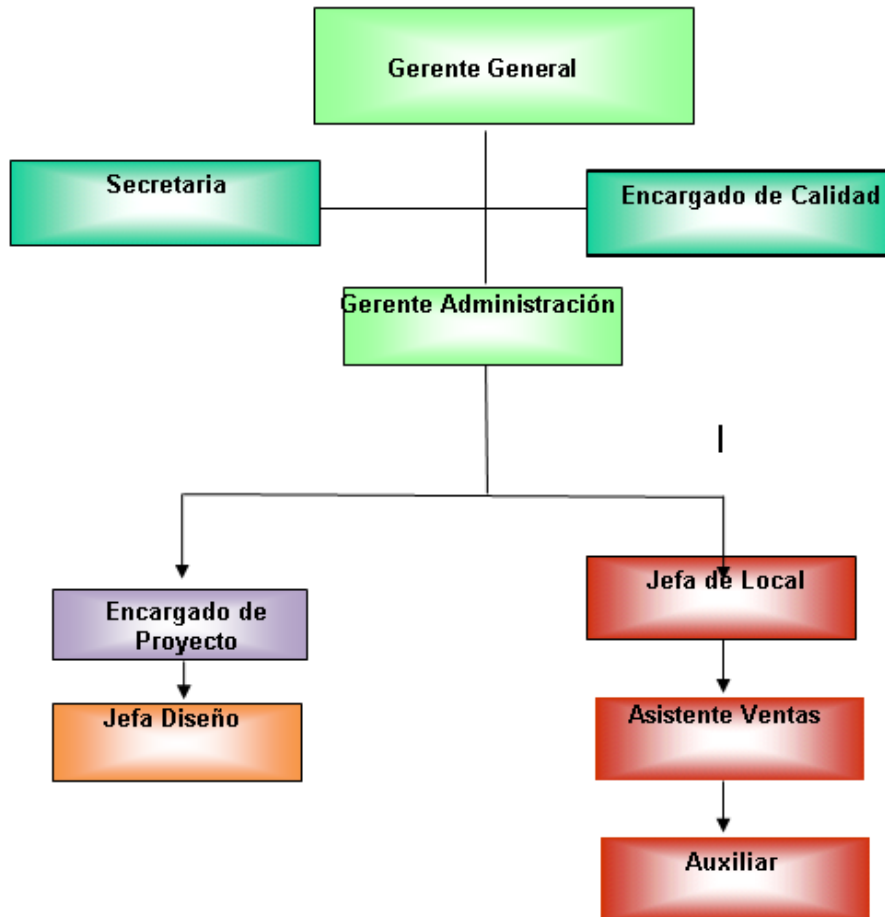 Gerente General
Secretaria
Encargado de Calidad
Gerente Administración
Encargado de
Proyecto
Jefa de Local
Jefa Diseño
Asistente Ventas
Auxiliar